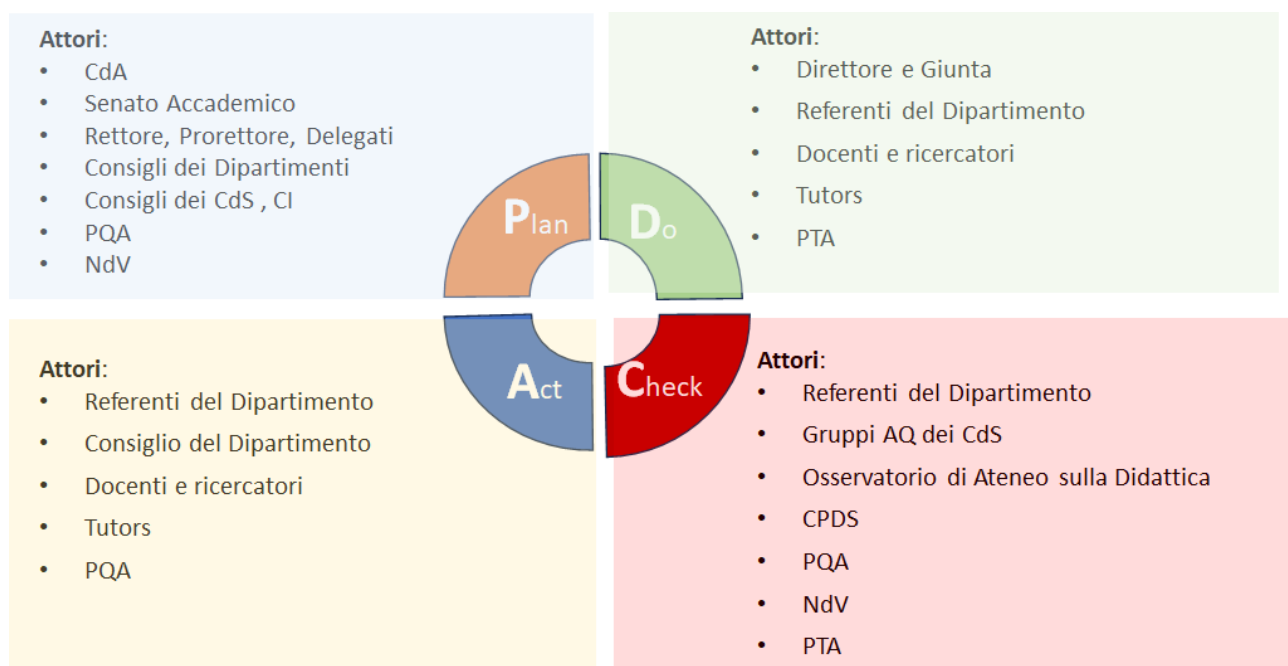 Attori:
• CdA
• Senato Accademico
• Rettore, Prorettore, Delegati
• Consigli dei Dipartimenti
• Consigli dei CdS , CI
• PQA
• NdV
Attori:
• Direttore e Giunta
• Referenti del Dipartimento
• Docenti e ricercatori
• Tutors
• PTA
Plan
Do
Act
Check
Attori:
• Referenti del Dipartimento
• Consiglio del Dipartimento
• Docenti e ricercatori
• Tutors
• PQA
Attori:
• Referenti del Dipartimento
• Gruppi AQ dei CdS
• Osservatorio di Ateneo sulla Didattica
• CPDS
• PQA
• NdV
• PTA